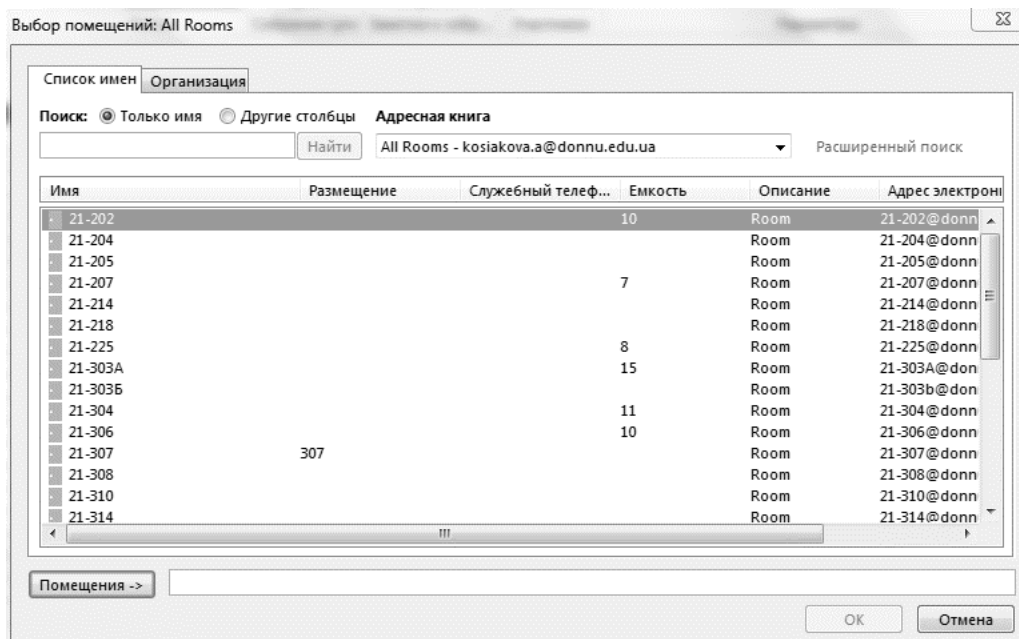 Выбор помещений: All Rooms
Список имен Организация
Поиск: Только имя Другие столбцы Адресная книга
Найти All Rooms - kosiakova.a@donnu.edu.ua Расширенный поиск
Имя Размещение Служебный телеф... Емкость Описание Адрес электронн
21-202 10 Room 21-202@donn
21-204 Room 21-204@donn
21-205 Room 21-205@donn
21-207 7 Room 21-207@donn
21-214 Room 21-214@donn
21-218 Room 21-218@donn
21-225 8 Room 21-225@donn
21-303А 15 Room 21-303A@don
21-303Б Room 21-303b@don
21-304 11 Room 21-304@donn
21-306 10 Room 21-306@donn
21-307 307 Room 21-307@donn
21-308 Room 21-308@donn
21-310 Room 21-310@donn
21-314 Room 21-314@donn
Помещения ->
ОК Отмена